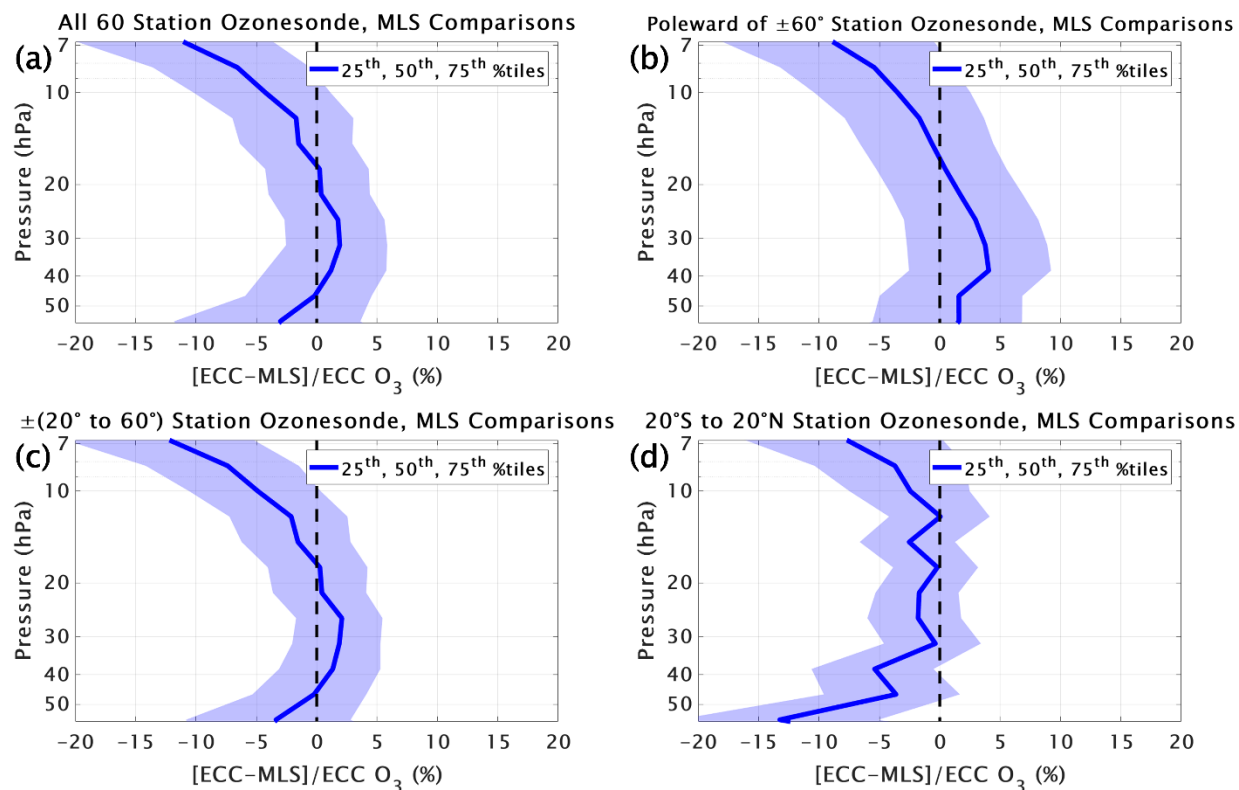 All 60 Station Ozonesonde, MLS Comparisons
(a)
25th, 50th, 75th %tiles
Pressure (hPa)
7
10
20
30
40
50
−20 −15 −10 −5 0 5 10 15 20
[ECC-MLS]/ECC O3 (%)
Poleward of ±60° Station Ozonesonde, MLS Comparisons
(b)
25th, 50th, 75th %tiles
Pressure (hPa)
7
10
20
30
40
50
−20 −15 −10 −5 0 5 10 15 20
[ECC-MLS]/ECC O3 (%)
±(20° to 60°) Station Ozonesonde, MLS Comparisons
(c)
25th, 50th, 75th %tiles
Pressure (hPa)
7
10
20
30
40
50
−20 −15 −10 −5 0 5 10 15 20
[ECC-MLS]/ECC O3 (%)
20°S to 20°N Station Ozonesonde, MLS Comparisons
(d)
25th, 50th, 75th %tiles
Pressure (hPa)
7
10
20
30
40
50
−20 −15 −10 −5 0 5 10 15 20
[ECC-MLS]/ECC O3 (%)